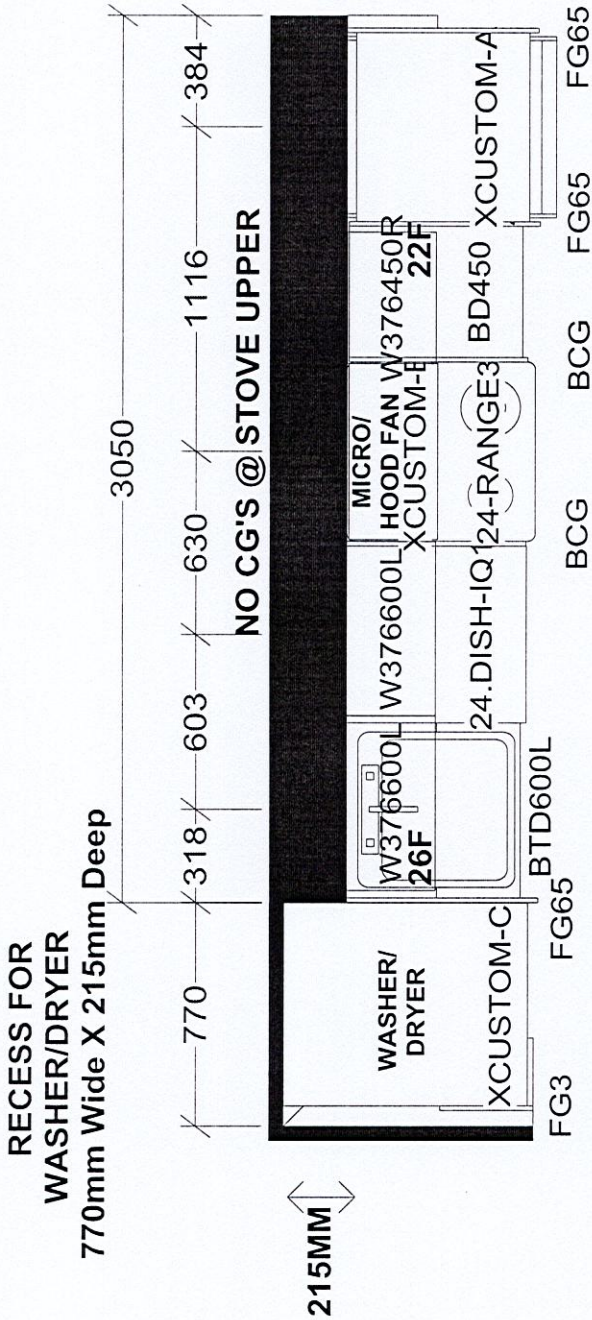 RECESS FOR
WASHER/DRYER
770mm Wide X 215mm Deep
3050
770
318
603
630
1116
384
NO CG'S @ STOVE UPPER
215MM
WASHER/
DRYER
XCUSTOM-C
W376600L
26F
W376600L
MICRO/
HOOD FAN
XCUSTOM-E
W376450R
22F
24.DISH-IQ1
24-RANGE3
BD450
XCUSTOM-A
BTD600L
FG3
FG65
BCG
BCG
FG65
FG65